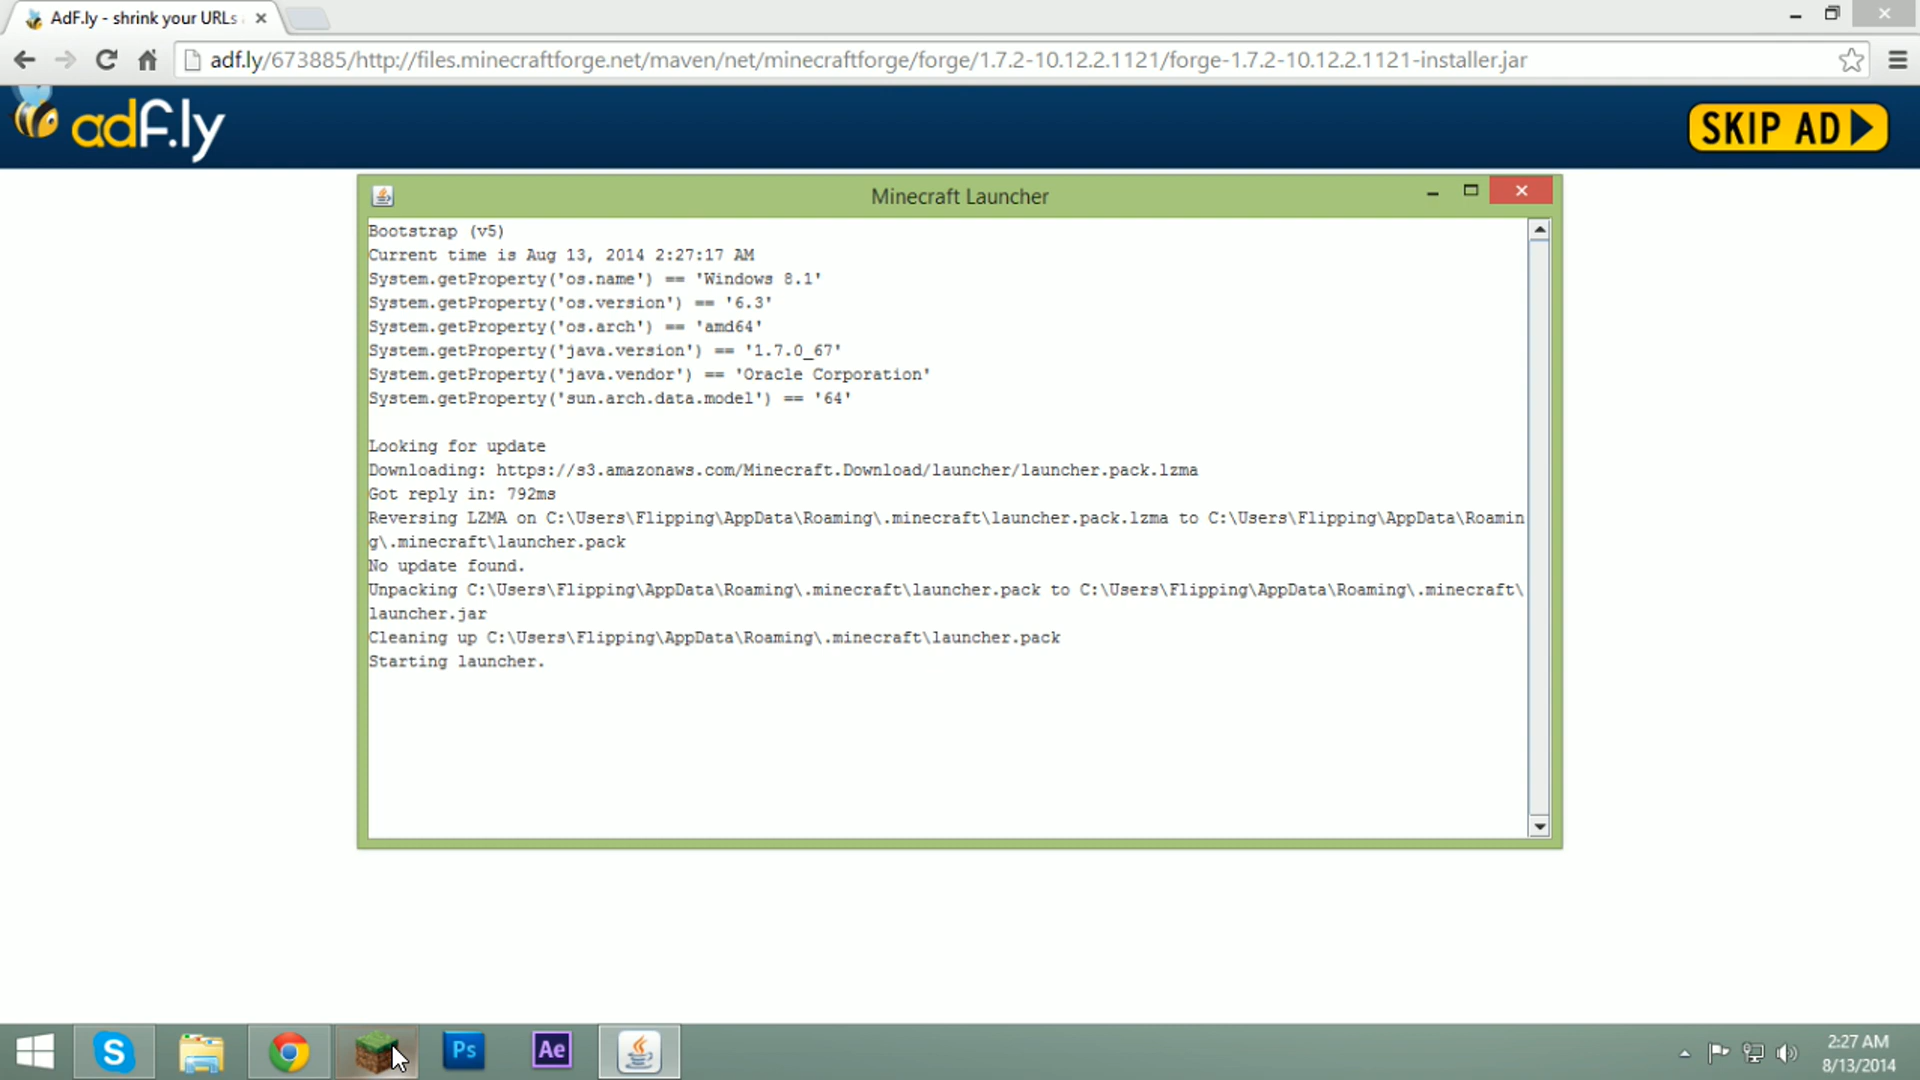 AdF.ly - shrink your URLs
adf.ly/673885/http://files.minecraftforge.net/maven/net/minecraftforge/forge/1.7.2-10.12.2.1121/forge-1.7.2-10.12.2.1121-installer.jar
adf.ly
SKIP AD
Minecraft Launcher
Bootstrap (v5)
Current time is Aug 13, 2014 2:27:17 AM
System.getProperty('os.name') == 'Windows 8.1'
System.getProperty('os.version') == '6.3'
System.getProperty('os.arch') == 'amd64'
System.getProperty('java.version') == '1.7.0_67'
System.getProperty('java.vendor') == 'Oracle Corporation'
System.getProperty('sun.arch.data.model') == '64'
Looking for update
Downloading: https://s3.amazonaws.com/Minecraft.Download/launcher/launcher.pack.lzma
Got reply in: 792ms
Reversing LZMA on C:\Users\Flipping\AppData\Roaming\.minecraft\launcher.pack.lzma to C:\Users\Flipping\AppData\Roamin
g\.minecraft\launcher.pack
No update found.
Unpacking C:\Users\Flipping\AppData\Roaming\.minecraft\launcher.pack to C:\Users\Flipping\AppData\Roaming\.minecraft\
launcher.jar
Cleaning up C:\Users\Flipping\AppData\Roaming\.minecraft\launcher.pack
Starting launcher.
S
Ps
Ae
2:27 AM
8/13/2014